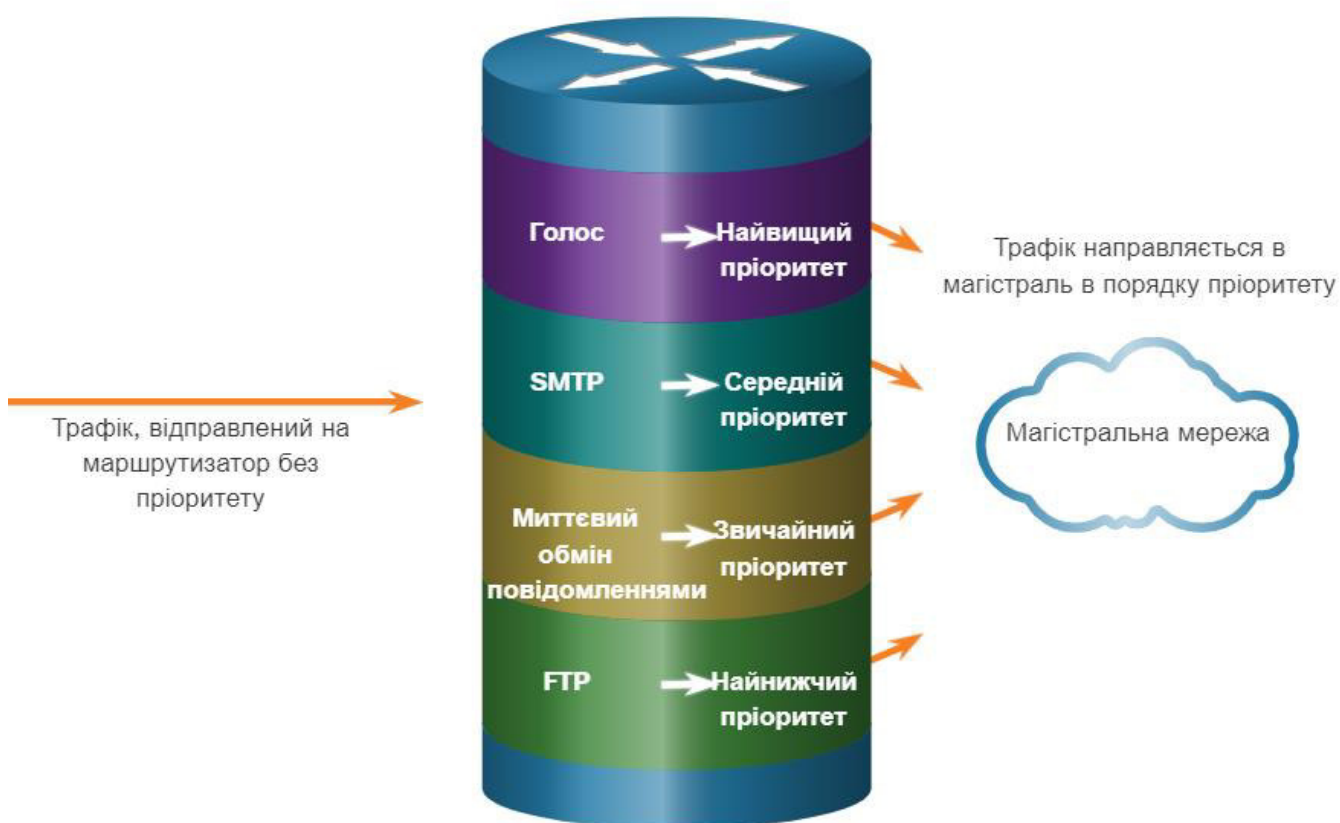 Трафік, відправлений на
маршрутизатор без
пріоритету
Голос
Найвищий
пріоритет
SMTP
Середній
пріоритет
Миттєвий
обмін
повідомленнями
Звичайний
пріоритет
FTP
Найнижчий
пріоритет
Трафік направляється в
магістраль в порядку пріоритету
Магістральна мережа